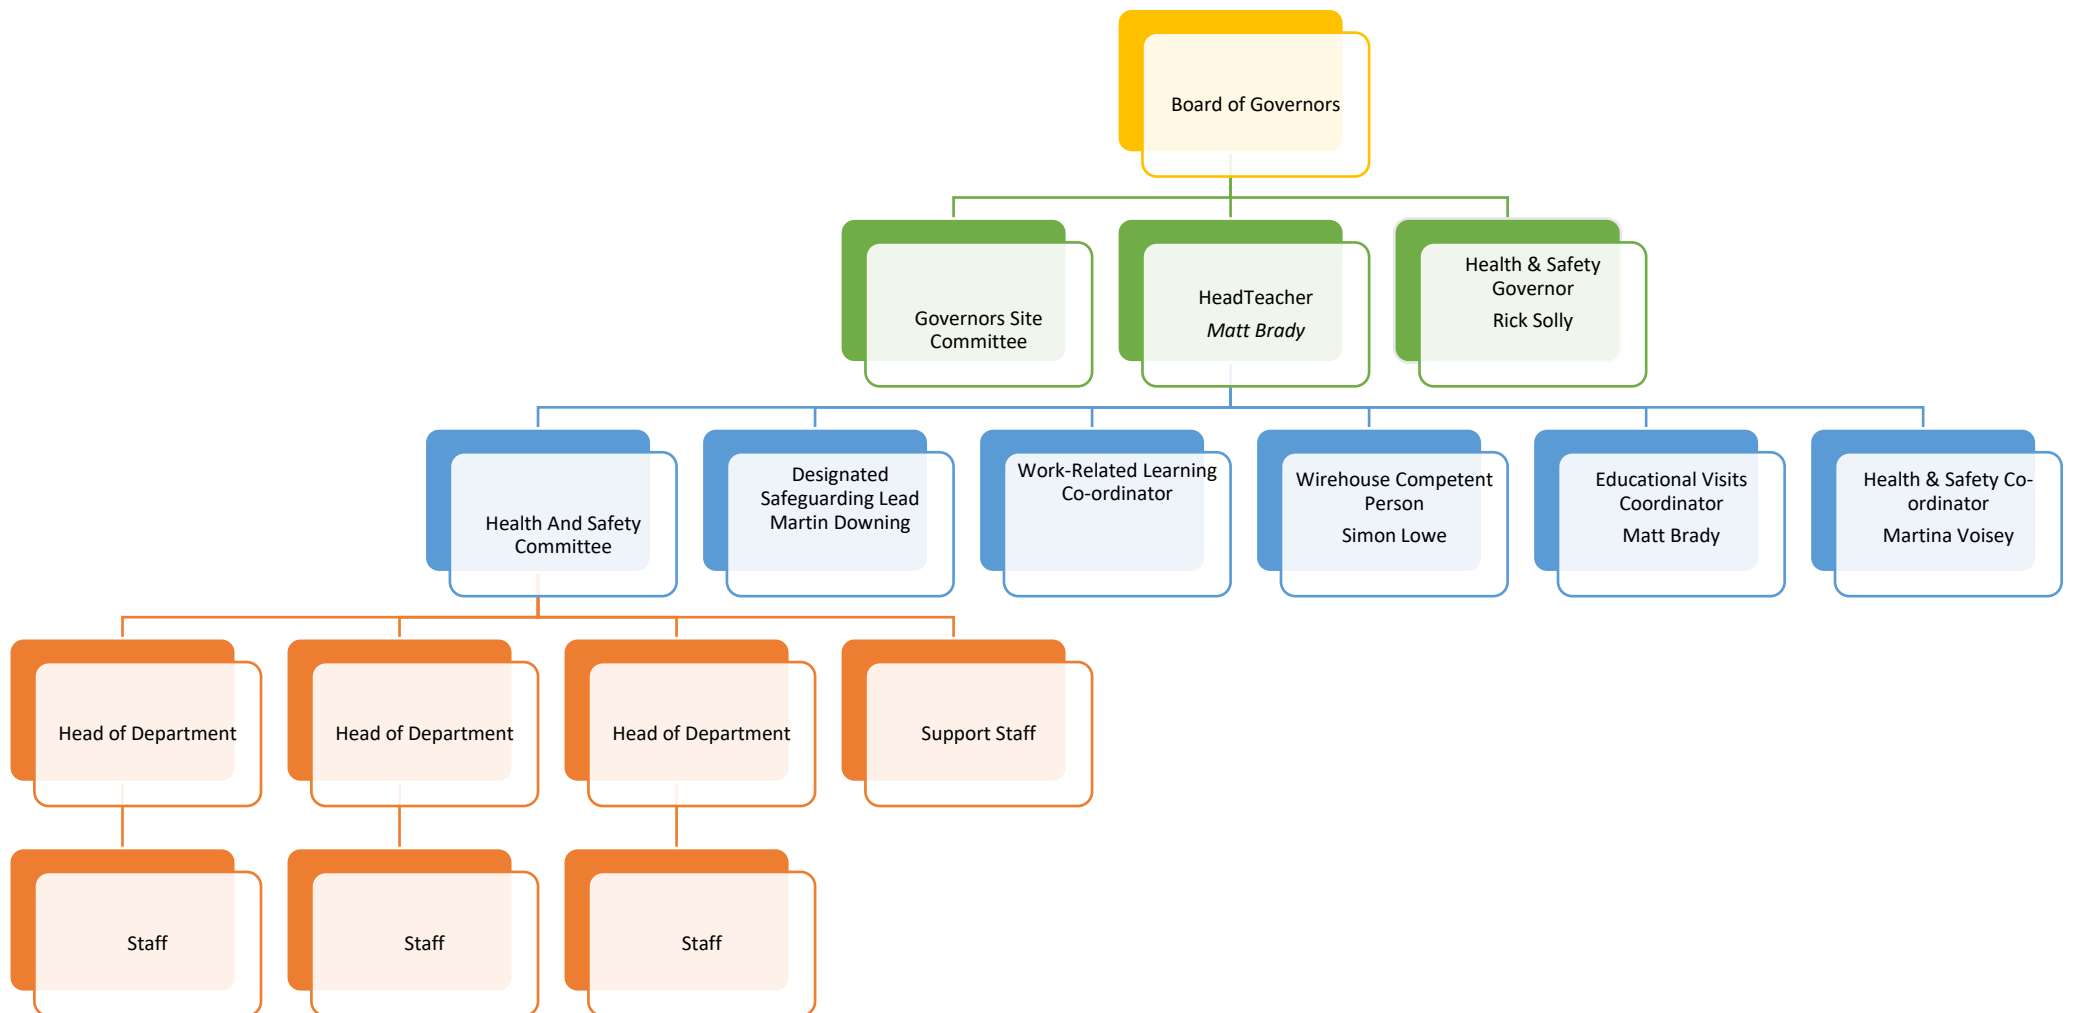 Board of Governors
Governors Site
Committee
HeadTeacher
Matt Brady
Health & Safety
Governor
Rick Solly
Health And Safety
Committee
Designated
Safeguarding Lead
Martin Downing
Work-Related Learning
Co-ordinator
Wirehouse Competent
Person
Simon Lowe
Educational Visits
Coordinator
Matt Brady
Health & Safety Co-
ordinator
Martina Voisey
Head of Department
Head of Department
Head of Department
Support Staff
Staff
Staff
Staff